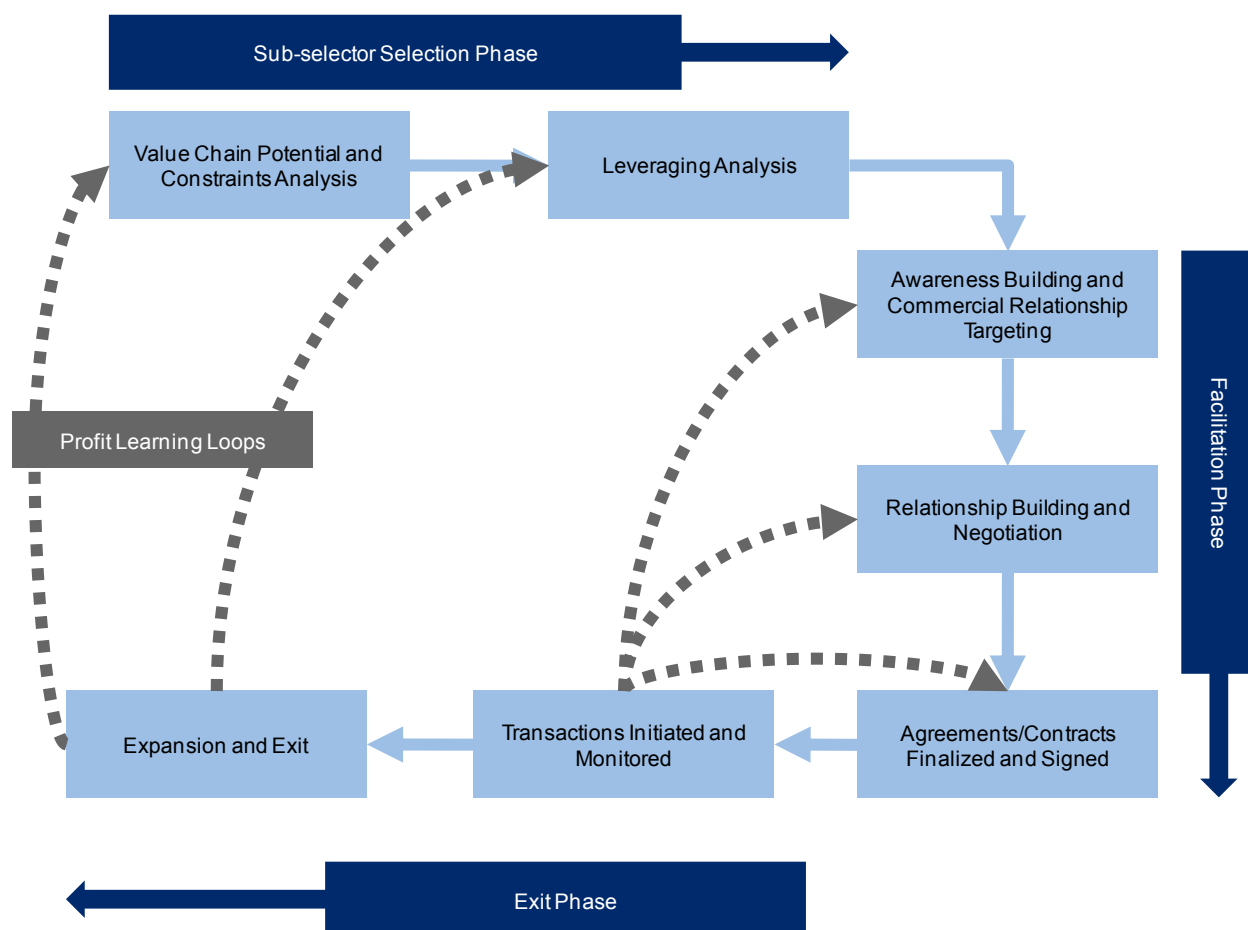 Sub-selector Selection Phase
Value Chain Potential and
Constraints Analysis
Leveraging Analysis
Awareness Building and
Commercial Relationship
Targeting
Facilitation Phase
Profit Learning Loops
Relationship Building and
Negotiation
Expansion and Exit
Transactions Initiated and
Monitored
Agreements/Contracts
Finalized and Signed
Exit Phase